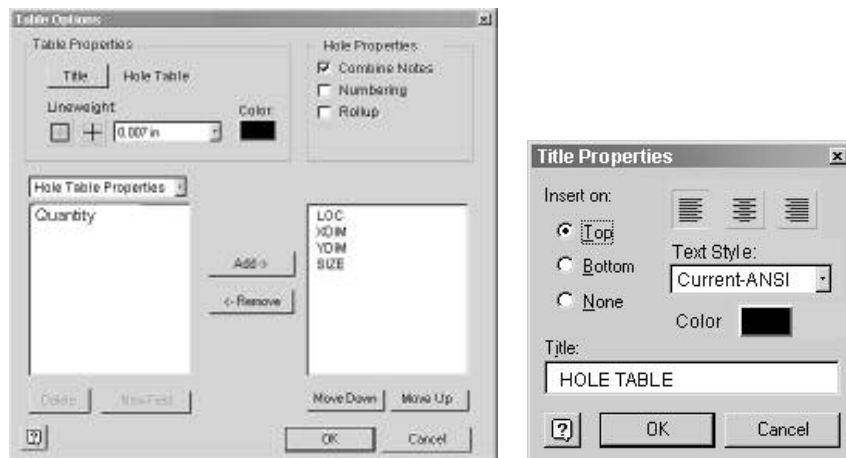 Table Options
Table Properties
Title
Hole Table
Lineweight
Color
0.007 in
Hole Properties
Combine Notes
Numbering
Rollup
Hole Table Properties
Quantity
Add ->
<- Remove
LOC
XDIM
YDIM
SIZE
Delete
New Field
Move Down
Move Up
OK
Cancel
Title Properties
Insert on:
Top
Bottom
None
Text Style:
Current-ANSI
Color
Title:
HOLE TABLE
OK
Cancel